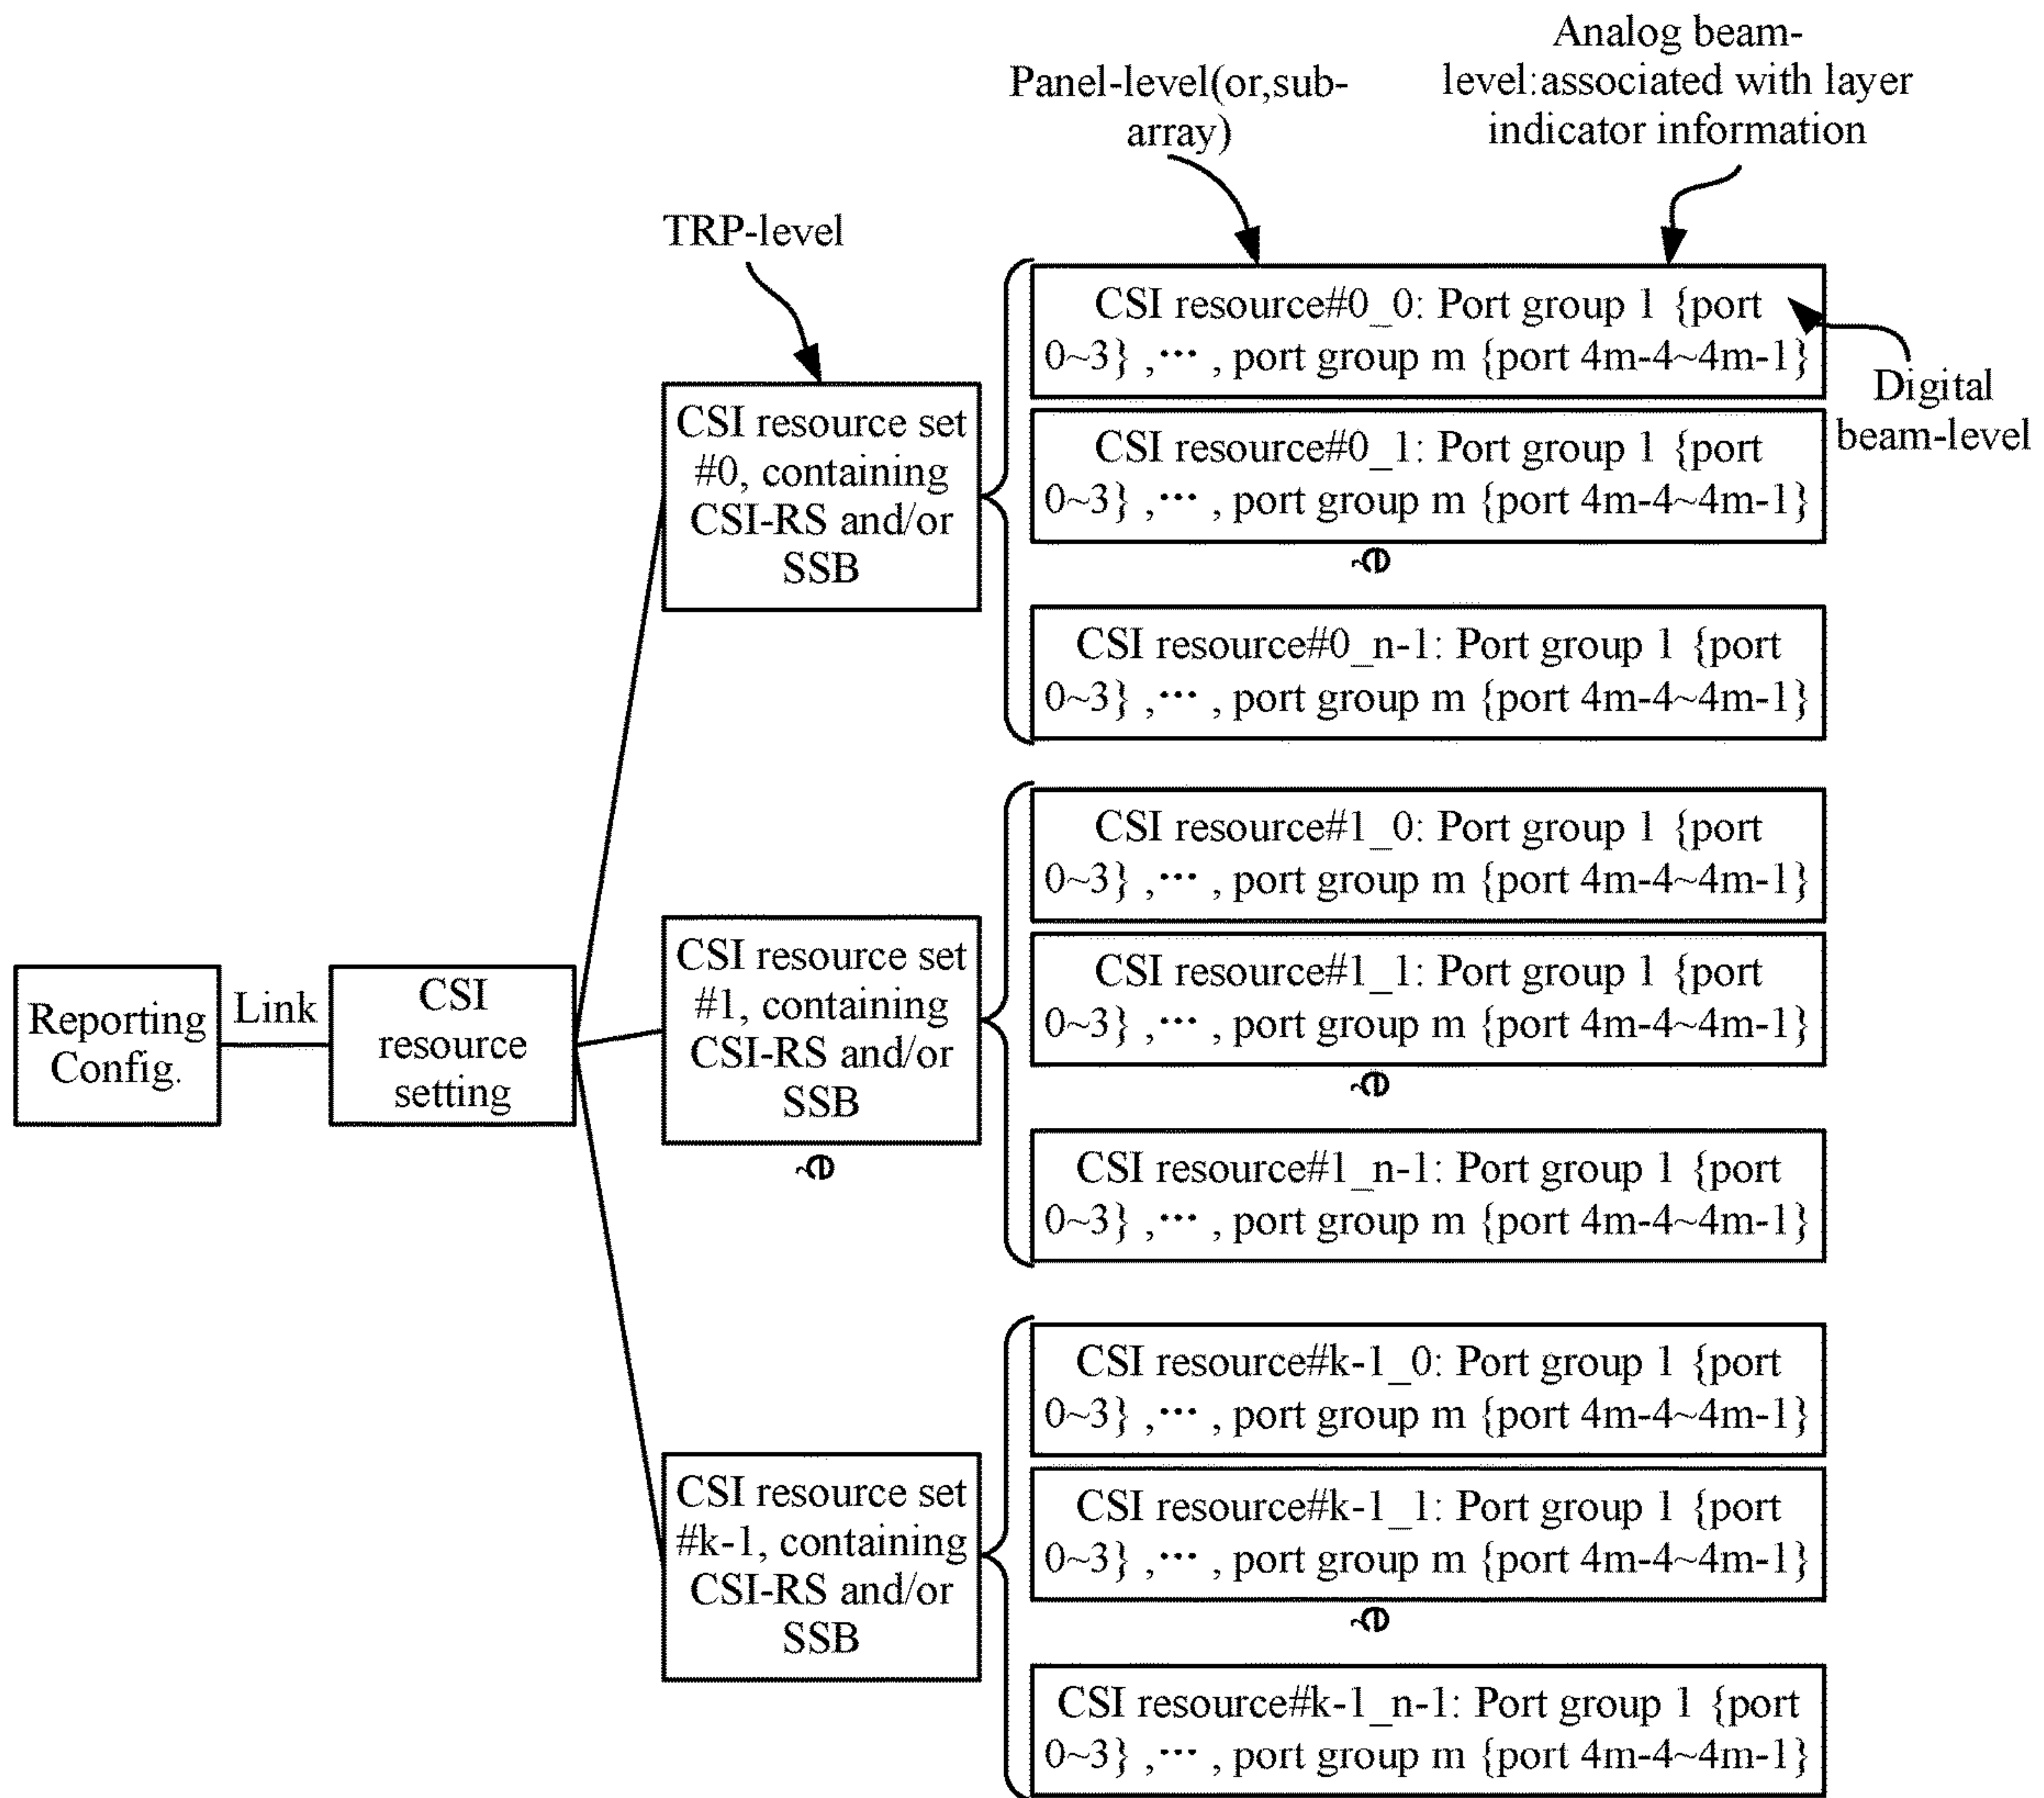 Analog beam-
level:associated with layer
indicator information
Panel-level(or,sub-
array)
TRP-level
CSI resource#0_0: Port group 1 {port
0~3} ,··· , port group m {port 4m-4~4m-1}
Digital
beam-level
CSI resource set
#0, containing
CSI-RS and/or
SSB
CSI resource#0_1: Port group 1 {port
0~3} ,··· , port group m {port 4m-4~4m-1}
CSI resource#0_n-1: Port group 1 {port
0~3} ,··· , port group m {port 4m-4~4m-1}
CSI resource#1_0: Port group 1 {port
0~3} ,··· , port group m {port 4m-4~4m-1}
Reporting
Config.
Link
CSI
resource
setting
CSI resource set
#1, containing
CSI-RS and/or
SSB
CSI resource#1_1: Port group 1 {port
0~3} ,··· , port group m {port 4m-4~4m-1}
CSI resource#1_n-1: Port group 1 {port
0~3} ,··· , port group m {port 4m-4~4m-1}
CSI resource#k-1_0: Port group 1 {port
0~3} ,··· , port group m {port 4m-4~4m-1}
CSI resource set
#k-1, containing
CSI-RS and/or
SSB
CSI resource#k-1_1: Port group 1 {port
0~3} ,··· , port group m {port 4m-4~4m-1}
CSI resource#k-1_n-1: Port group 1 {port
0~3} ,··· , port group m {port 4m-4~4m-1}